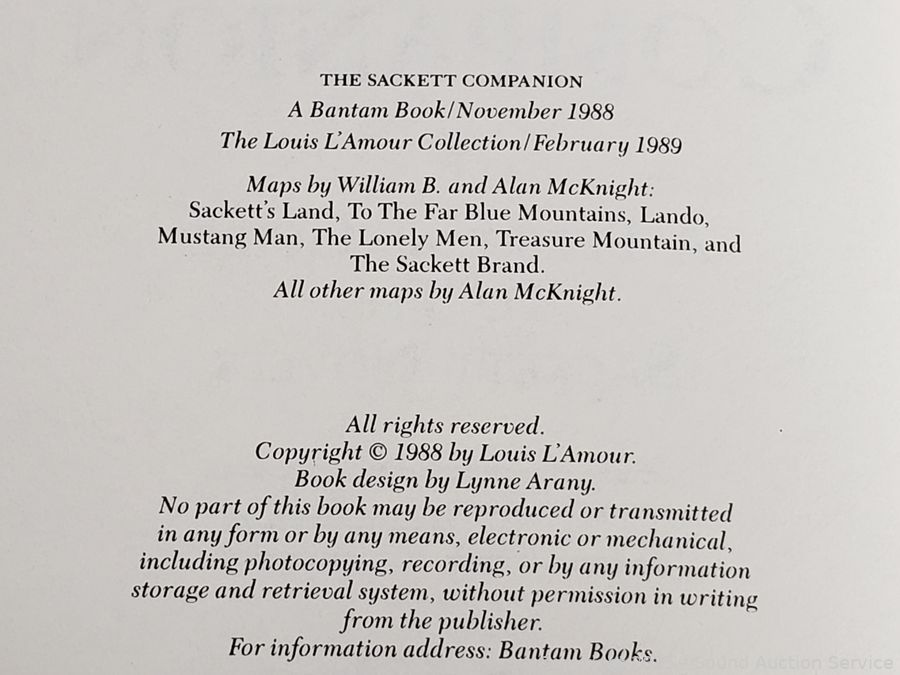 THE SACKETT COMPANION
A Bantam Book/November 1988
The Louis L'Amour Collection/February 1989
Maps by William B. and Alan McKnight:
Sackett's Land, To The Far Blue Mountains, Lando,
Mustang Man, The Lonely Men, Treasure Mountain, and
The Sackett Brand.
All other maps by Alan McKnight.
All rights reserved.
Copyright © 1988 by Louis L'Amour.
Book design by Lynne Arany.
No part of this book may be reproduced or transmitted
in any form or by any means, electronic or mechanical,
including photocopying, recording, or by any information
storage and retrieval system, without permission in writing
from the publisher.
For information address: Bantam Books.
Sound Auction Service